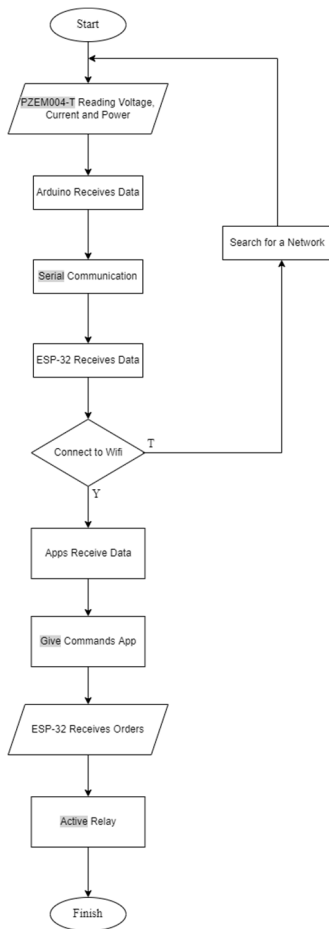 Start
PZEM004-T Reading Voltage,
Current and Power
Arduino Receives Data
Search for a Network
Serial Communication
ESP-32 Receives Data
Connect to Wifi
T
Y
Apps Receive Data
Give Commands App
ESP-32 Receives Orders
Active Relay
Finish